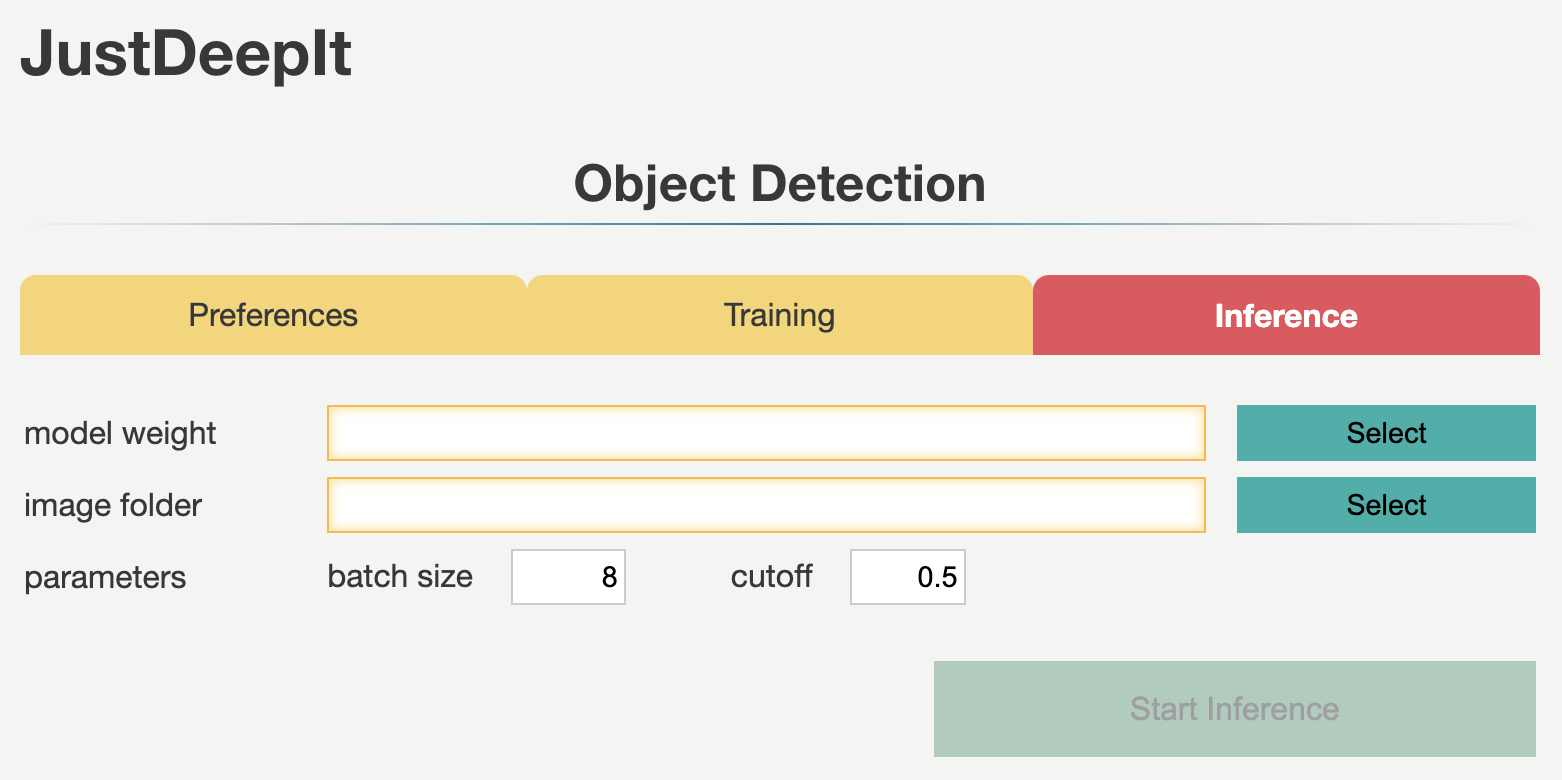 JustDeepIt
Object Detection
Preferences Training Inference
model weight Select
image folder Select
parameters batch size 8 cutoff 0.5
Start Inference